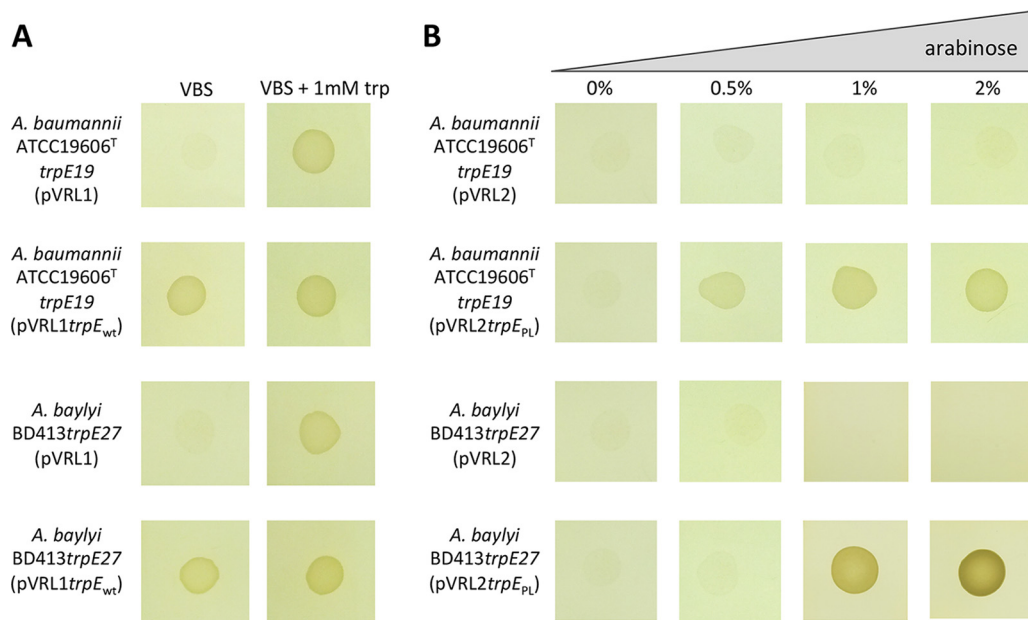 A
VBS
VBS + 1mM trp
A. baumannii
ATCC19606ᵀ
trpE19
(pVRL1)
A. baumannii
ATCC19606ᵀ
trpE19
(pVRL1trpEwt)
A. baylyi
BD413trpE27
(pVRL1)
A. baylyi
BD413trpE27
(pVRL1trpEwt)
B
arabinose
0%
0.5%
1%
2%
A. baumannii
ATCC19606ᵀ
trpE19
(pVRL2)
A. baumannii
ATCC19606ᵀ
trpE19
(pVRL2trpEPL)
A. baylyi
BD413trpE27
(pVRL2)
A. baylyi
BD413trpE27
(pVRL2trpEPL)